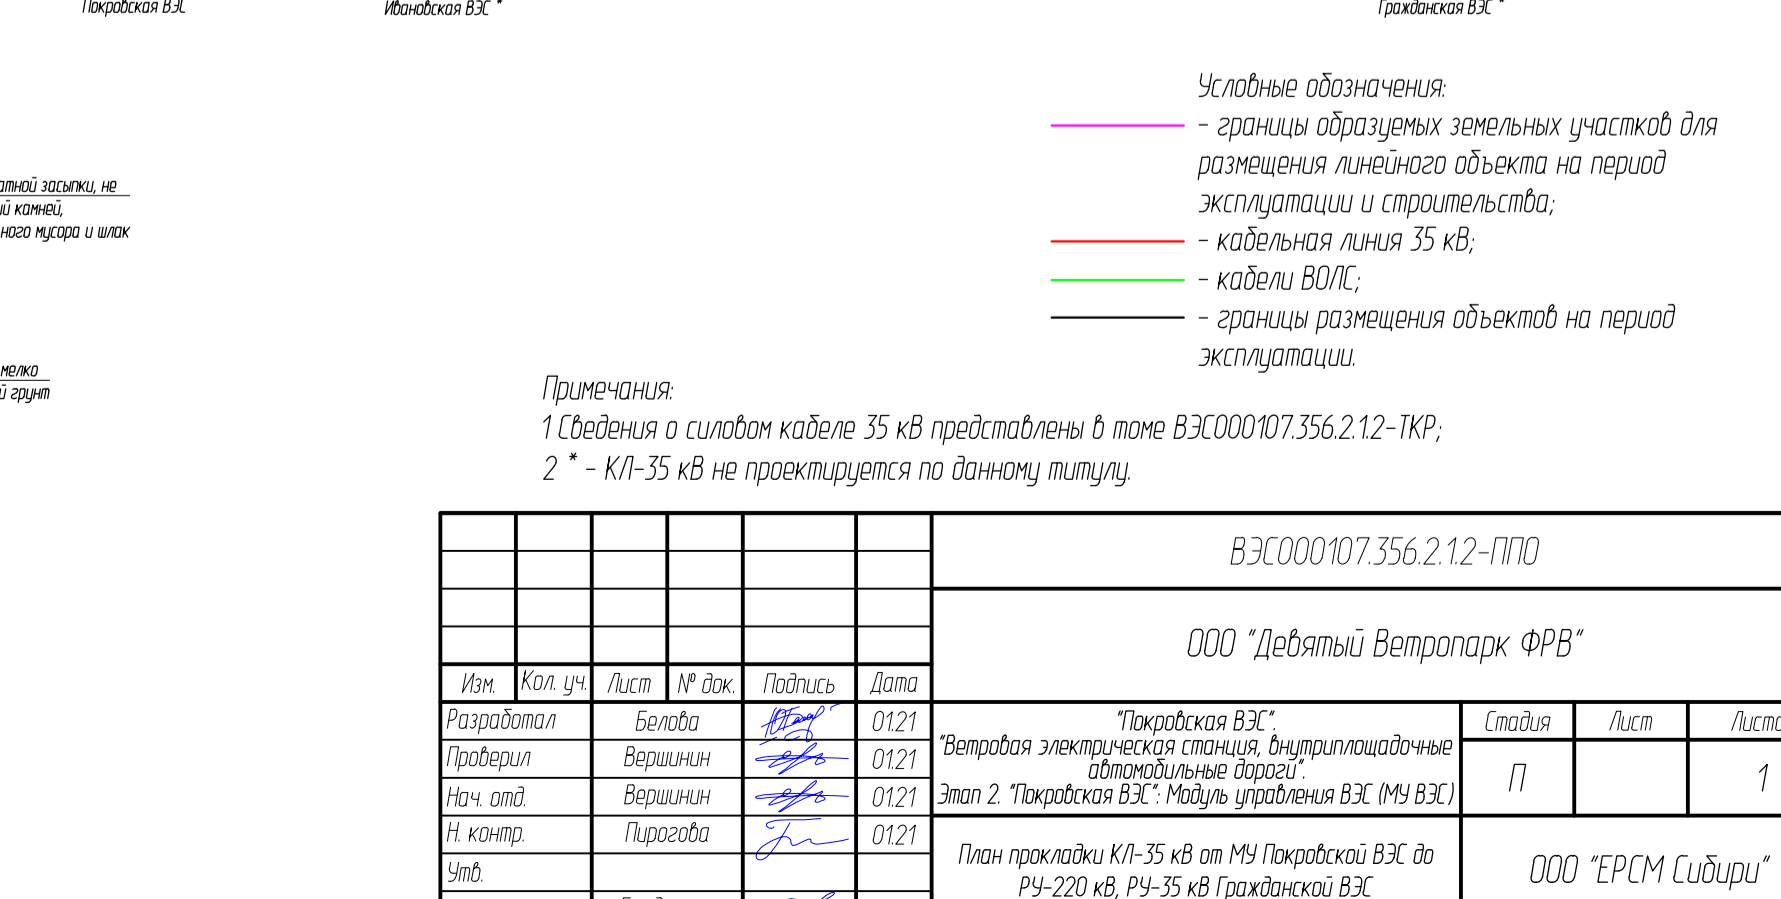 Покровская ВЭС
Ивановская ВЭС *
Гражданская ВЭС *
Условные обозначения:
- границы образуемых земельных участков для
размещения линейного объекта на период
эксплуатации и строительства;
- кабельная линия 35 кВ;
- кабели ВОЛС;
- границы размещения объектов на период
эксплуатации.
засыпки, не
камней,
мусора и шлак
мелко
грунт
Примечания:
1 Сведения о силовом кабеле 35 кВ представлены в томе ВЭС000107.356.2.1.2-ТКР;
2 * - КЛ-35 кВ не проектируется по данному титулу.
ВЭС000107.356.2.1.2-ППО
ООО "Девятый Ветропарк ФРВ"
Изм. Кол. уч. Лист № док. Подпись Дата
Разработал Белова 01.21
Проверил Вершинин 01.21
Нач. отд. Вершинин 01.21
Н. контр. Пирогова 01.21
Утв.
"Покровская ВЭС".
"Ветровая электрическая станция, внутриплощадочные
автомобильные дороги".
Этап 2. "Покровская ВЭС": Модуль управления ВЭС (МУ ВЭС)
Стадия Лист
П 1
План прокладки КЛ-35 кВ от МУ Покровской ВЭС до
РУ-220 кВ, РУ-35 кВ Гражданской ВЭС
ООО "ЕРСМ Сибири"